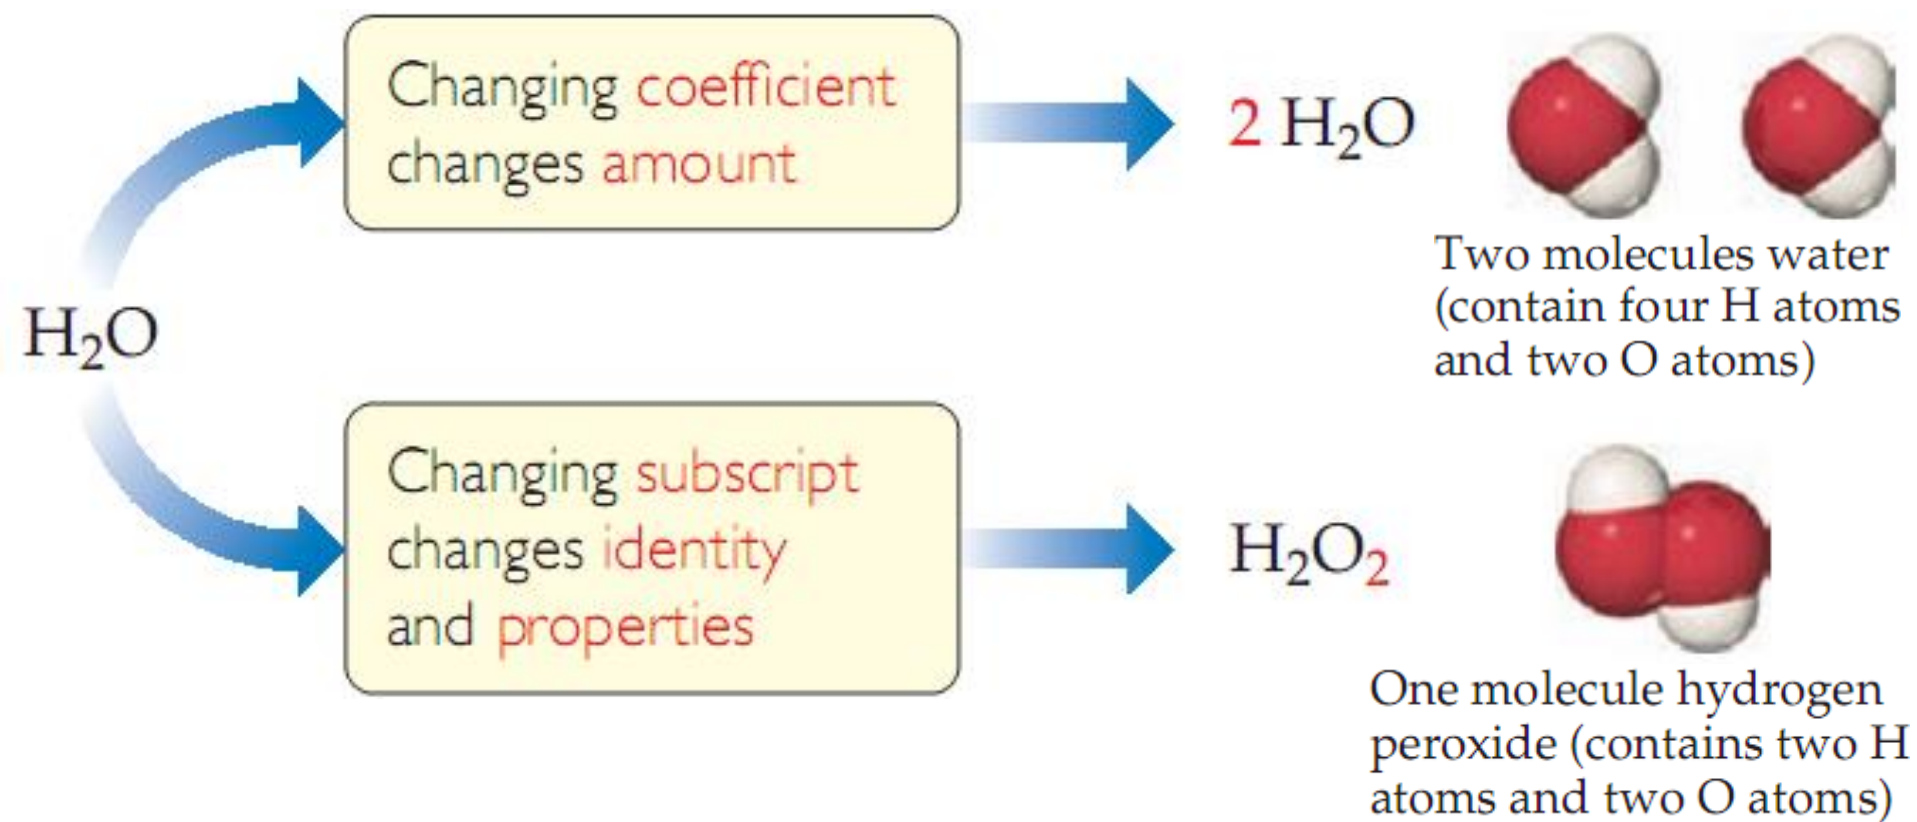 Changing coefficient
changes amount
2 H₂O
Two molecules water
(contain four H atoms
and two O atoms)
H₂O
Changing subscript
changes identity
and properties
H₂O₂
One molecule hydrogen
peroxide (contains two H
atoms and two O atoms)